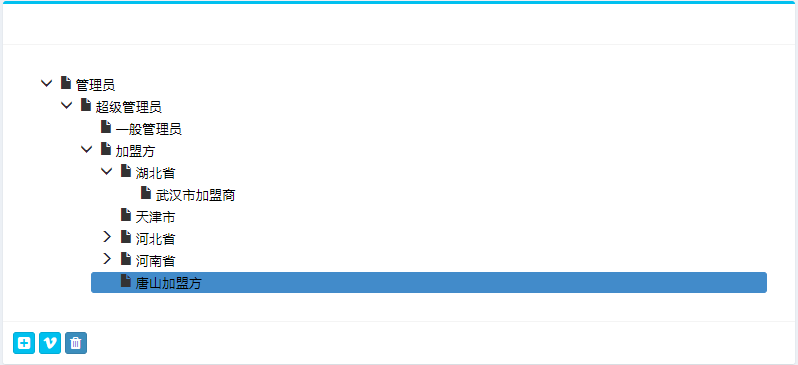 管理员
超级管理员
一般管理员
加盟方
湖北省
武汉市加盟商
天津市
河北省
河南省
唐山加盟方